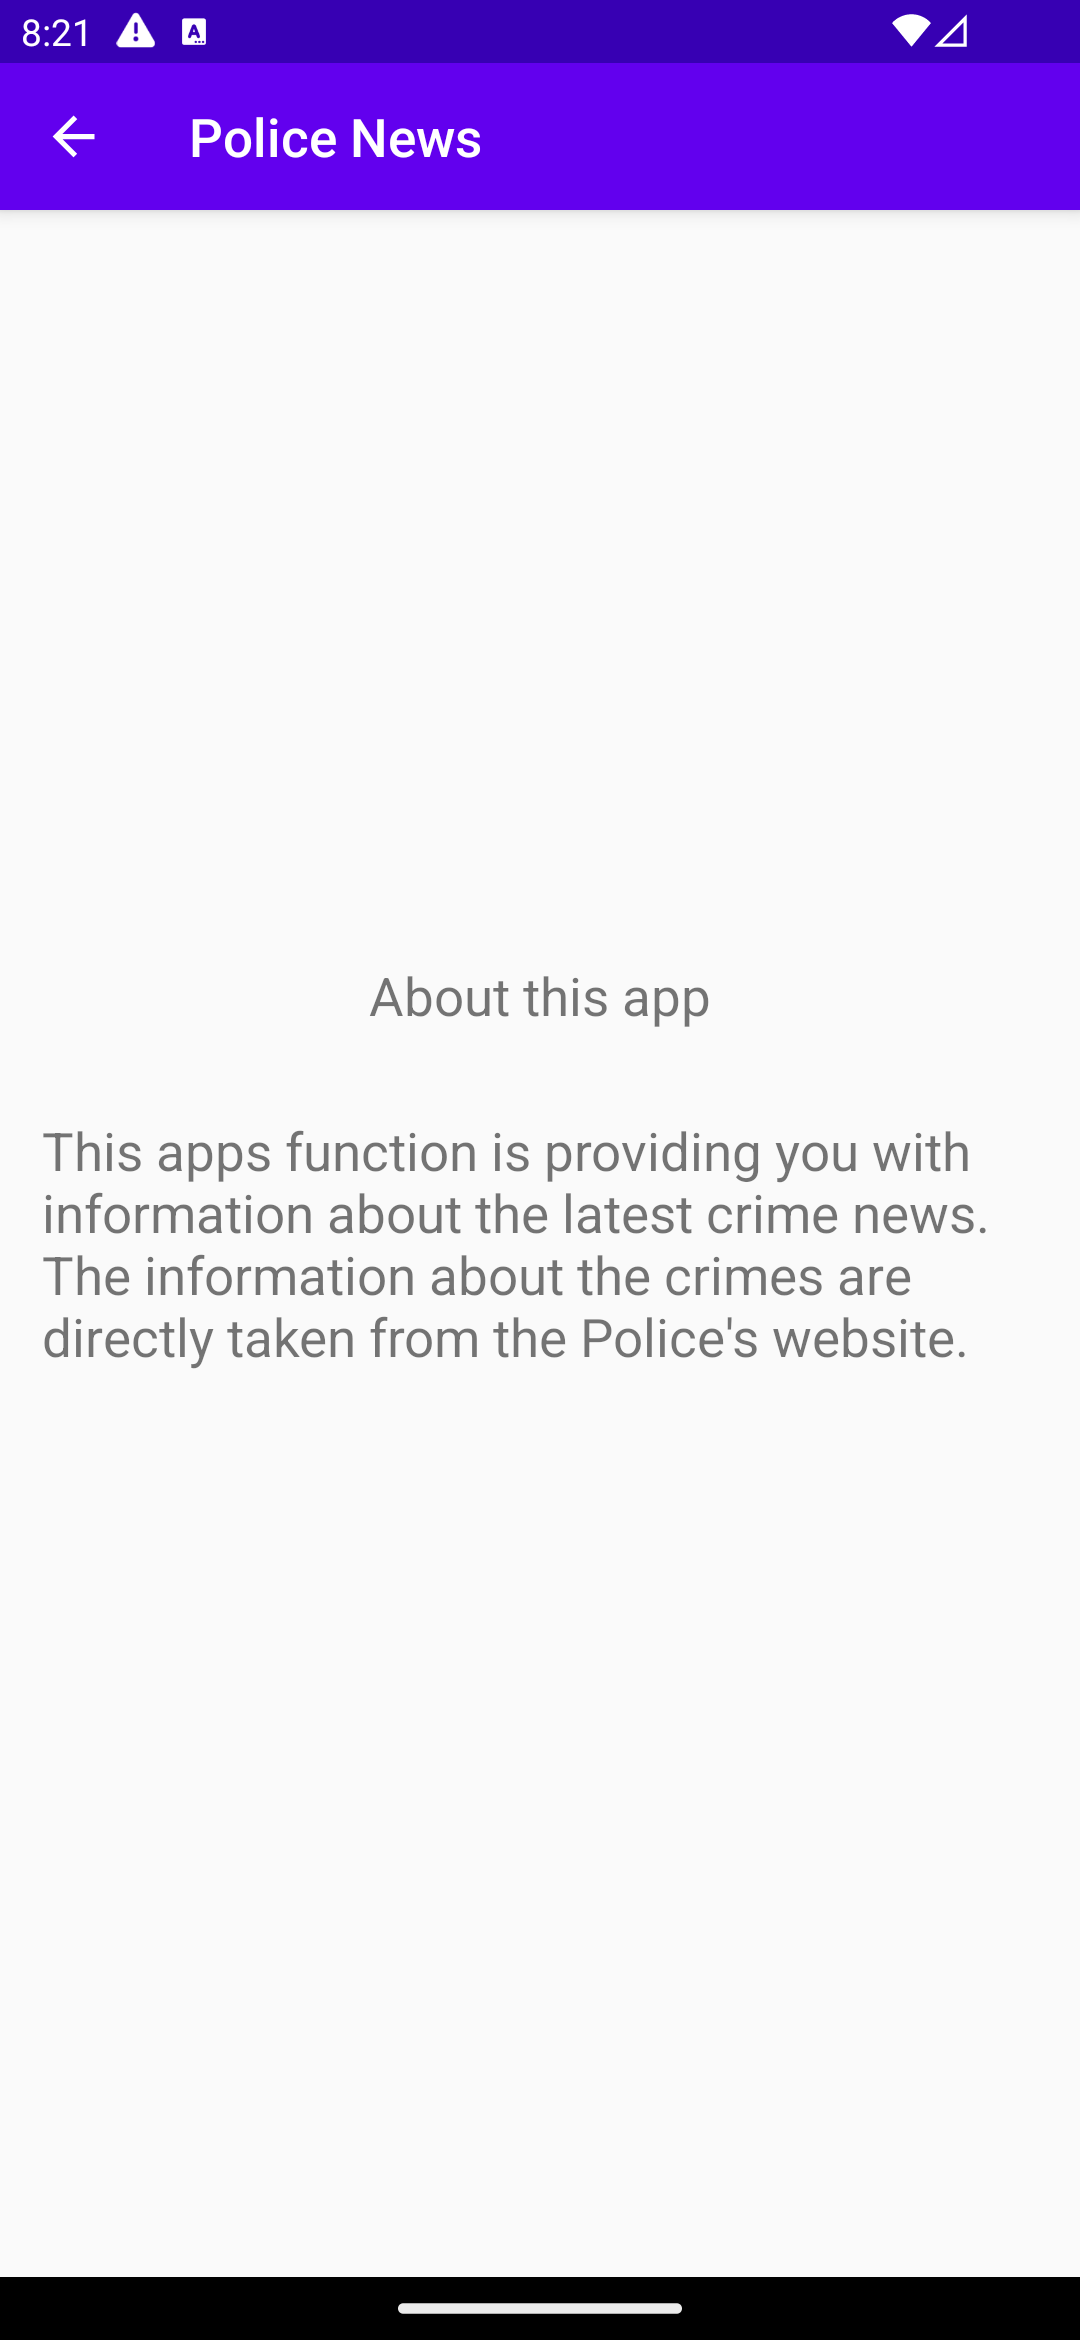 8:21
Police News
About this app
This apps function is providing you with
information about the latest crime news.
The information about the crimes are
directly taken from the Police's website.